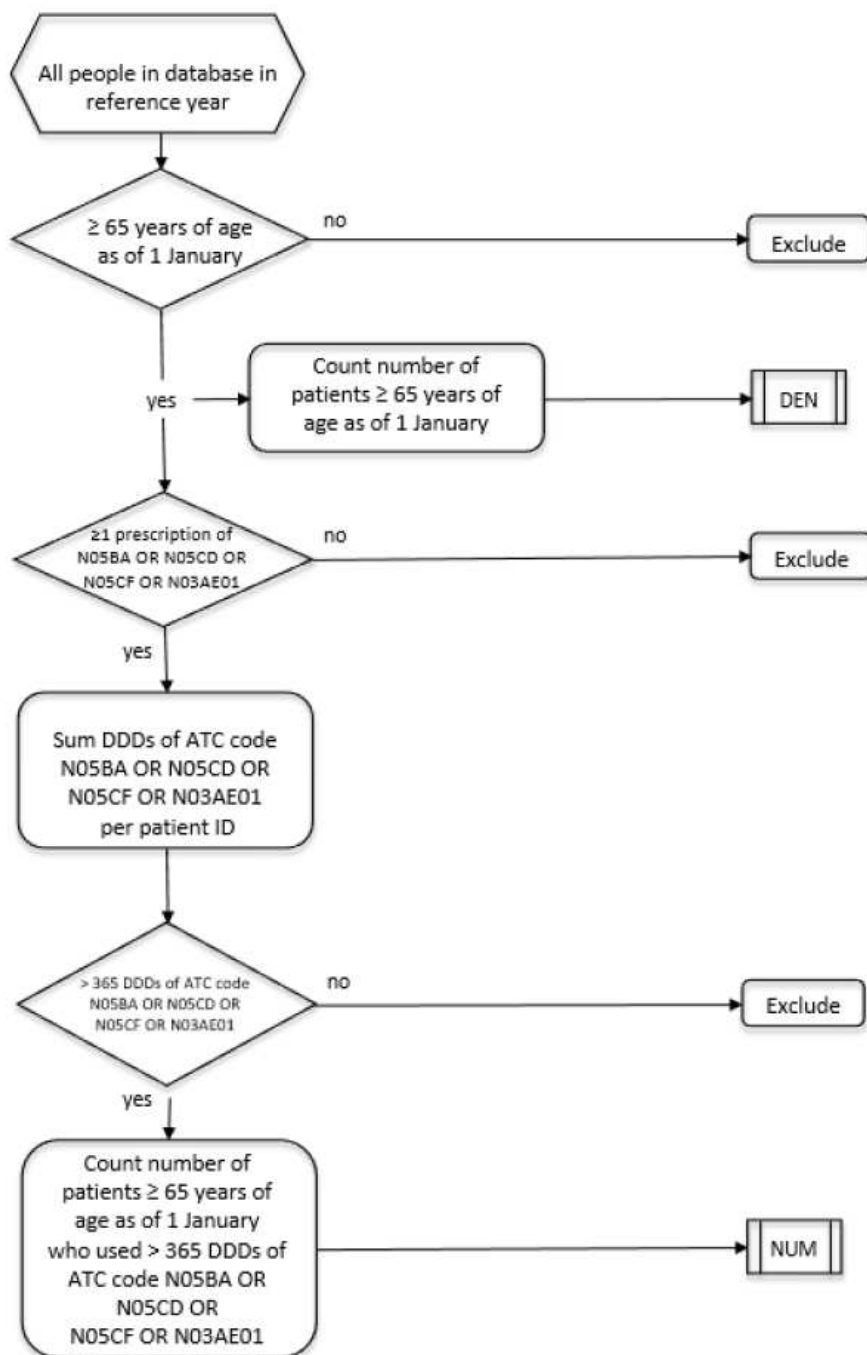 All people in database in
reference year
≥ 65 years of age
as of 1 January
no
Exclude
yes
Count number of
patients ≥ 65 years of
age as of 1 January
DEN
≥1 prescription of
N05BA OR N05CD OR
N05CF OR N03AE01
no
Exclude
yes
Sum DDDs of ATC code
N05BA OR N05CD OR
N05CF OR N03AE01
per patient ID
> 365 DDDs of ATC code
N05BA OR N05CD OR
N05CF OR N03AE01
no
Exclude
yes
Count number of
patients ≥ 65 years of
age as of 1 January
who used > 365 DDDs of
ATC code N05BA OR
N05CD OR
N05CF OR N03AE01
NUM